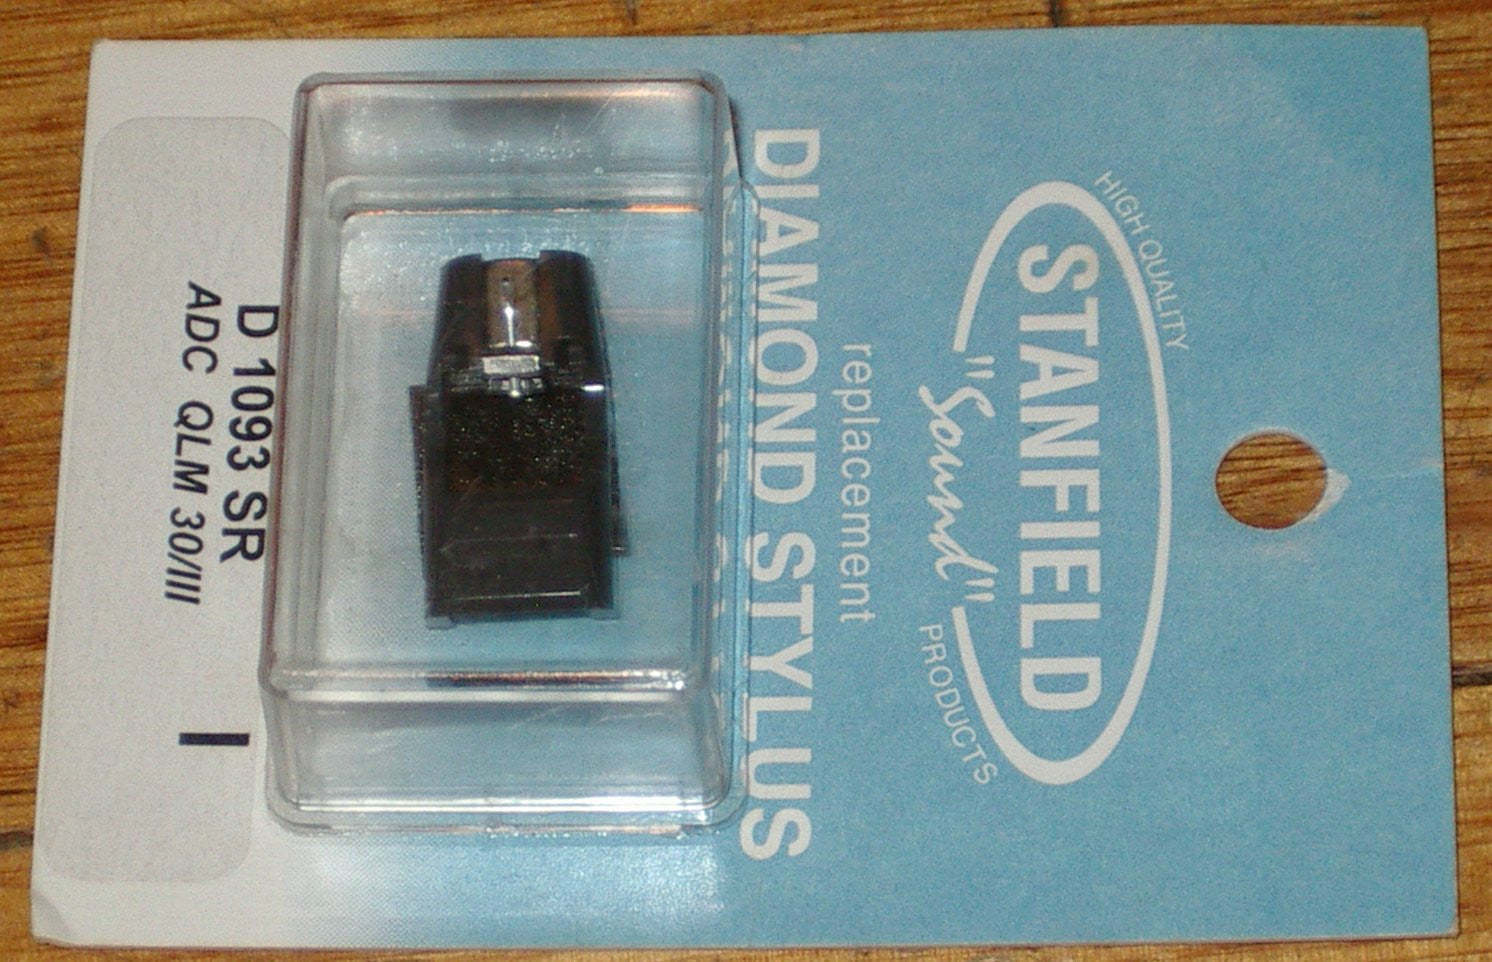 HIGH QUALITY
STANFIELD
"Sound"
PRODUCTS
replacement
DIAMOND STYLUS
D 1093 SR
ADC QLM 30/III
I